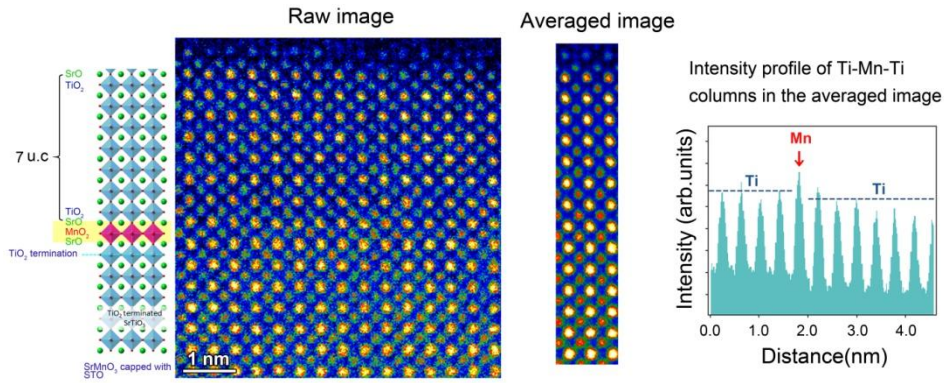 Raw image
Averaged image
Intensity profile of Ti-Mn-Ti
columns in the averaged image
SrO
TiO2
7 u.c
TiO2
SrO
MnO2
SrO
TiO2 termination
TiO2 terminated
SrTiO3
SrMnO3 capped with
STO
1 nm
Intensity (arb.units)
Mn
Ti
Ti
0.0 1.0 2.0 3.0 4.0
Distance(nm)